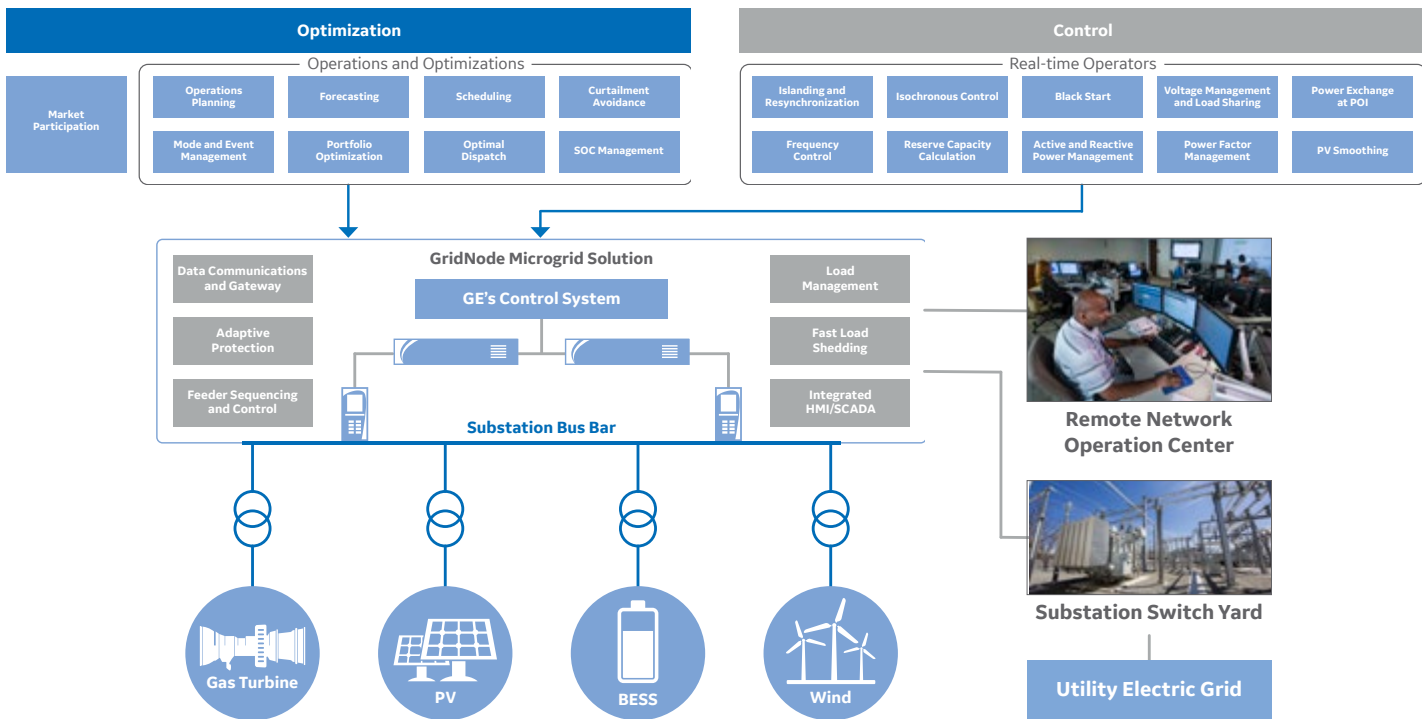 Optimization
Control
Operations and Optimizations
Real-time Operators
Market
Participation
Operations
Planning
Forecasting
Scheduling
Curtailment
Avoidance
Mode and Event
Management
Portfolio
Optimization
Optimal
Dispatch
SOC Management
Islanding and
Resynchronization
Isochronous Control
Black Start
Voltage Management
and Load Sharing
Power Exchange
at POI
Frequency
Control
Reserve Capacity
Calculation
Active and Reactive
Power Management
Power Factor
Management
PV Smoothing
GridNode Microgrid Solution
Data Communications
and Gateway
Adaptive
Protection
Feeder Sequencing
and Control
GE's Control System
Load
Management
Fast Load
Shedding
Integrated
HMI/SCADA
Substation Bus Bar
Remote Network
Operation Center
Substation Switch Yard
Gas Turbine
PV
BESS
Wind
Utility Electric Grid